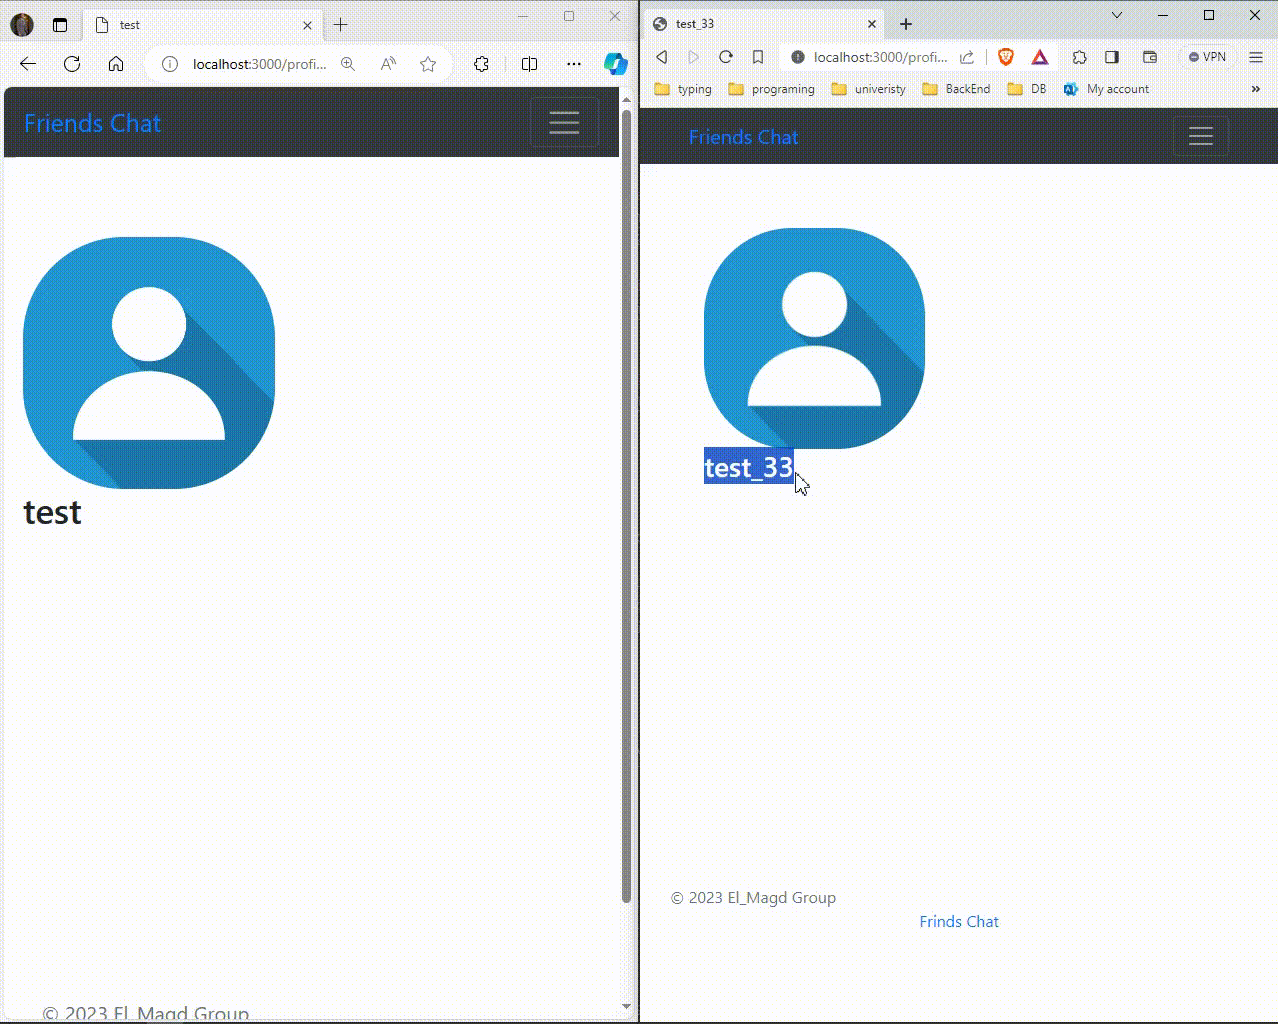 test
localhost:3000/profi...
Friends Chat
test
© 2023 El_Magd Group
test_33
localhost:3000/profi...
VPN
typing
programing
univeristy
BackEnd
DB
My account
»
Friends Chat
test_33
© 2023 El_Magd Group
Frinds Chat